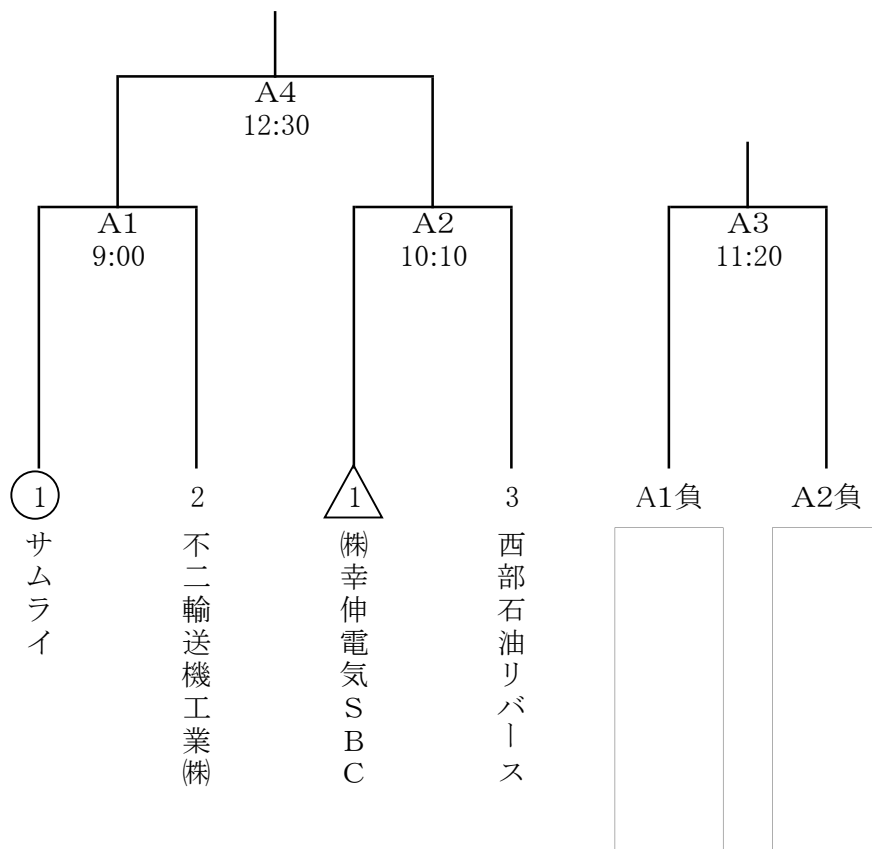 A4
12:30
A1
9:00
A2
10:10
A3
11:20
1
2
1
3
A1負
A2負
サムライ
不二輸送機工業㈱
㈱幸伸電気SBC
西部石油リバース